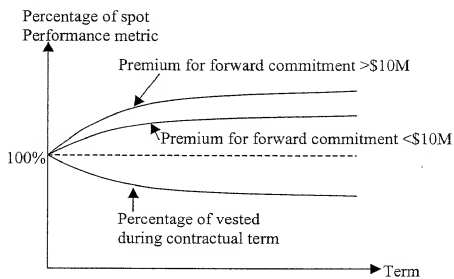 Percentage of spot
Performance metric
Premium for forward commitment >$10M
Premium for forward commitment <$10M
100%
Percentage of vested
during contractual term
Term